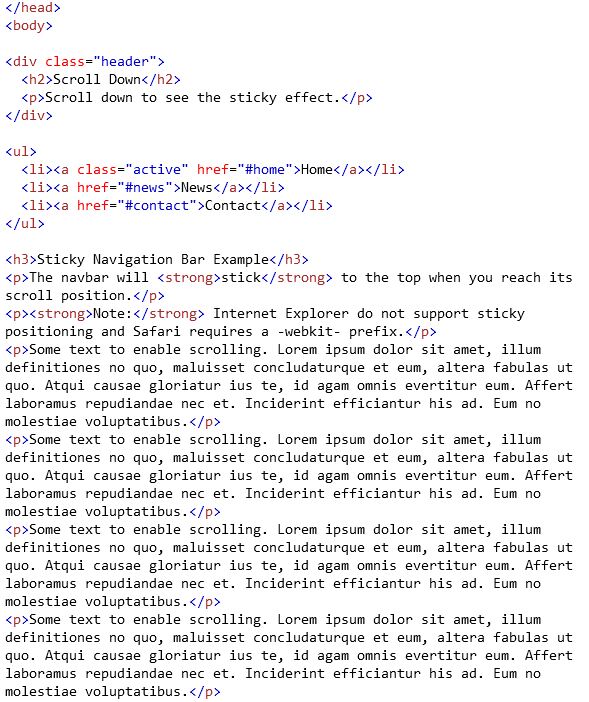 </head>
<body>
<div class="header">
<h2>Scroll Down</h2>
<p>Scroll down to see the sticky effect.</p>
</div>
<ul>
<li><a class="active" href="#home">Home</a></li>
<li><a href="#news">News</a></li>
<li><a href="#contact">Contact</a></li>
</ul>
<h3>Sticky Navigation Bar Example</h3>
<p>The navbar will <strong>stick</strong> to the top when you reach its
scroll position.</p>
<p><strong>Note:</strong> Internet Explorer do not support sticky
positioning and Safari requires a -webkit- prefix.</p>
<p>Some text to enable scrolling. Lorem ipsum dolor sit amet, illum
definitiones no quo, maluisset concludaturque et eum, altera fabulas ut
quo. Atqui causae gloriatur ius te, id agam omnis evertitur eum. Affert
laboramus repudiandae nec et. Inciderint efficiantur his ad. Eum no
molestiae voluptatibus.</p>
<p>Some text to enable scrolling. Lorem ipsum dolor sit amet, illum
definitiones no quo, maluisset concludaturque et eum, altera fabulas ut
quo. Atqui causae gloriatur ius te, id agam omnis evertitur eum. Affert
laboramus repudiandae nec et. Inciderint efficiantur his ad. Eum no
molestiae voluptatibus.</p>
<p>Some text to enable scrolling. Lorem ipsum dolor sit amet, illum
definitiones no quo, maluisset concludaturque et eum, altera fabulas ut
quo. Atqui causae gloriatur ius te, id agam omnis evertitur eum. Affert
laboramus repudiandae nec et. Inciderint efficiantur his ad. Eum no
molestiae voluptatibus.</p>
<p>Some text to enable scrolling. Lorem ipsum dolor sit amet, illum
definitiones no quo, maluisset concludaturque et eum, altera fabulas ut
quo. Atqui causae gloriatur ius te, id agam omnis evertitur eum. Affert
laboramus repudiandae nec et. Inciderint efficiantur his ad. Eum no
molestiae voluptatibus.</p>